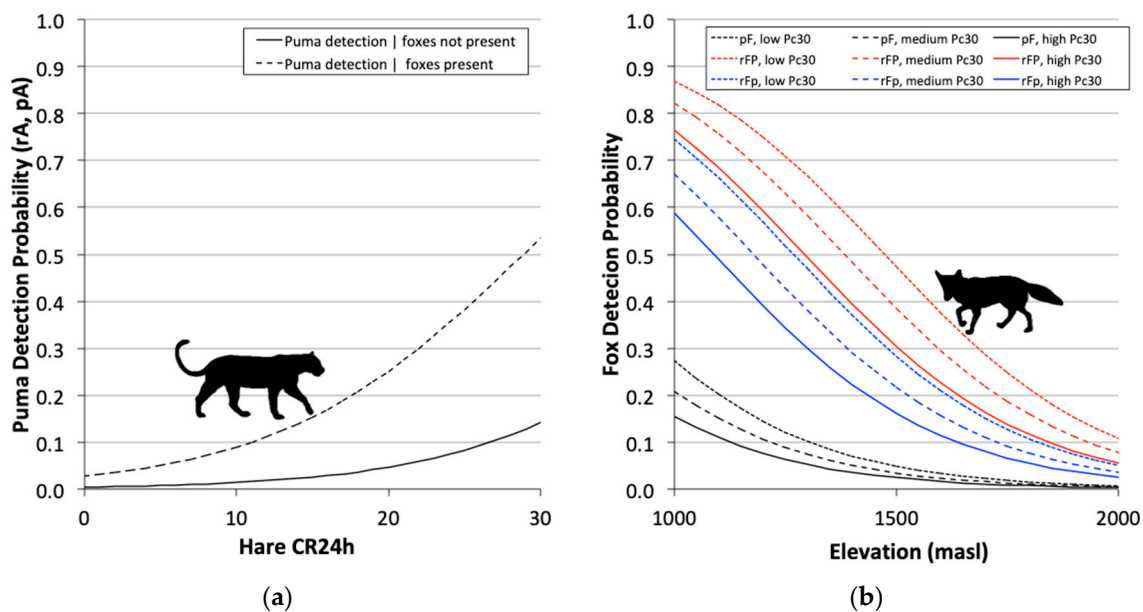 Puma Detection Probability (rA, pA)
1.0
0.9
0.8
0.7
0.6
0.5
0.4
0.3
0.2
0.1
0.0
Puma detection | foxes not present
Puma detection | foxes present
0 10 20 30
Hare CR24h
(a)
Fox Detecion Probability
1.0
0.9
0.8
0.7
0.6
0.5
0.4
0.3
0.2
0.1
0.0
pF, low Pc30 pF, medium Pc30 pF, high Pc30
rFP, low Pc30 rFP, medium Pc30 rFP, high Pc30
rFp, low Pc30 rFp, medium Pc30 rFp, high Pc30
1000 1500 2000
Elevation (masl)
(b)